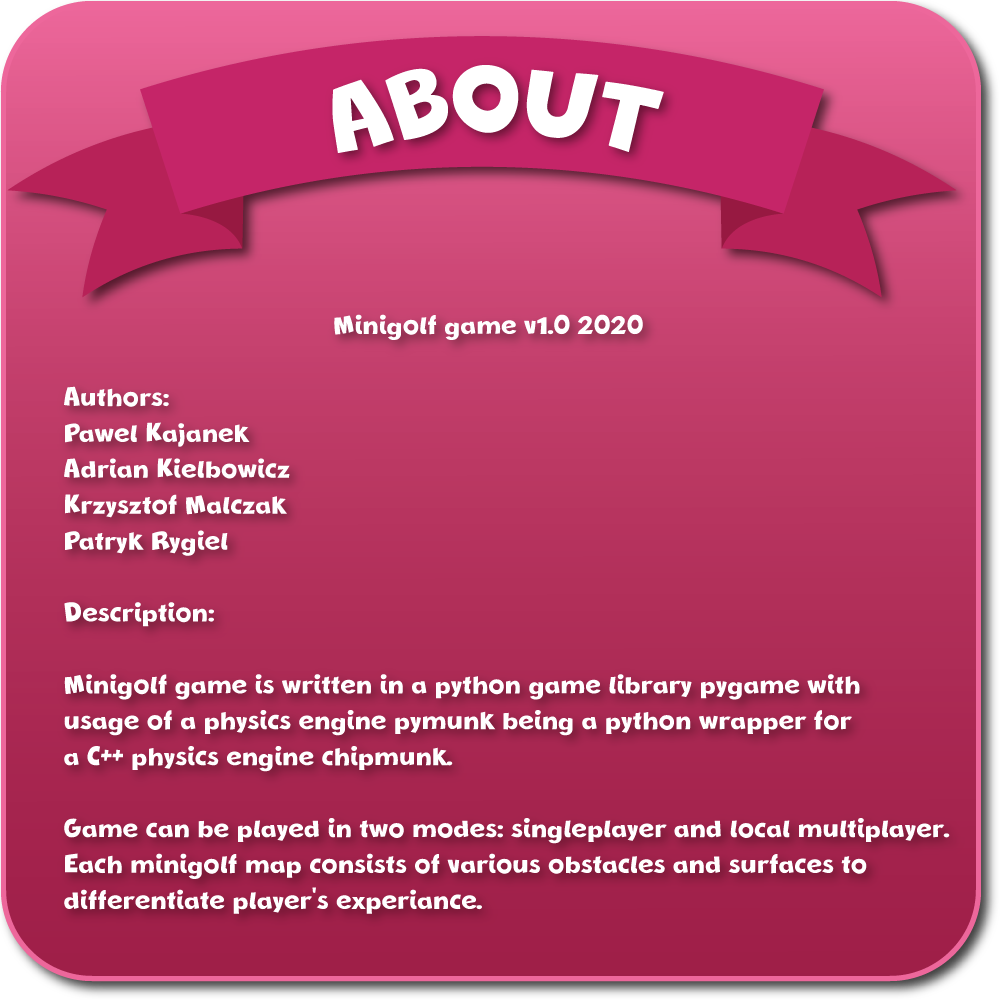 ABOUT
Minigolf game v1.0 2020
Authors:
Pawel Kajanek
Adrian Kielbowicz
Krzysztof Malczak
Patryk Rygiel
Description:
Minigolf game is written in a python game library pygame with
usage of a physics engine pymunk being a python wrapper for
a C++ physics engine chipmunk.
Game can be played in two modes: singleplayer and local multiplayer.
Each minigolf map consists of various obstacles and surfaces to
differentiate player's experiance.